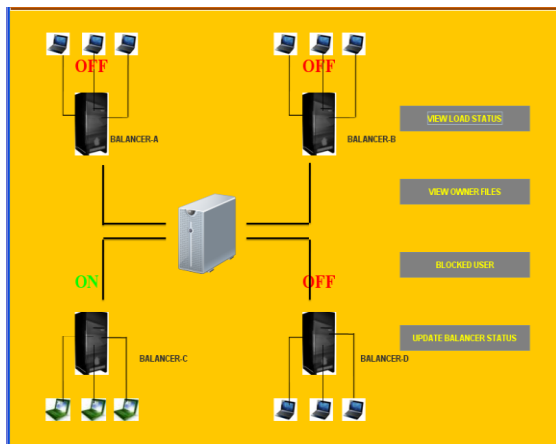 OFF
OFF
BALANCER-A
BALANCER-B
VIEW LOAD STATUS
VIEW OWNER FILES
BLOCKED USER
ON
OFF
BALANCER-C
BALANCER-D
UPDATE BALANCER STATUS